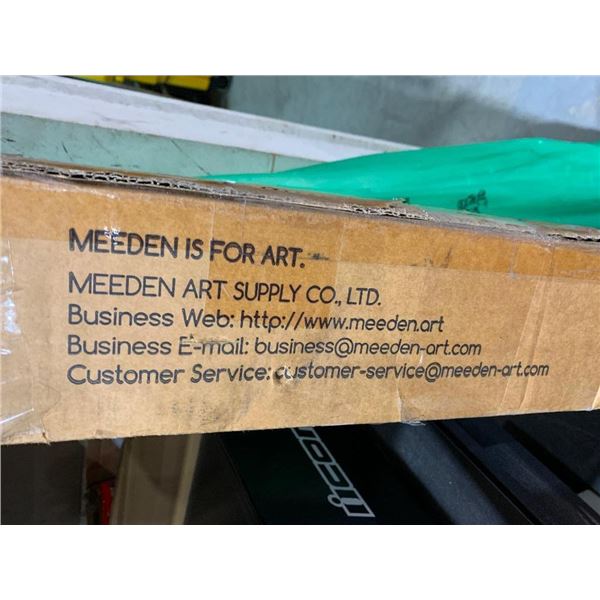 MEEDEN IS FOR ART.
MEEDEN ART SUPPLY CO., LTD.
Business Web: http://www.meeden.art
Business E-mail: business@meeden-art.com
Customer Service: customer-service@meeden-art.com